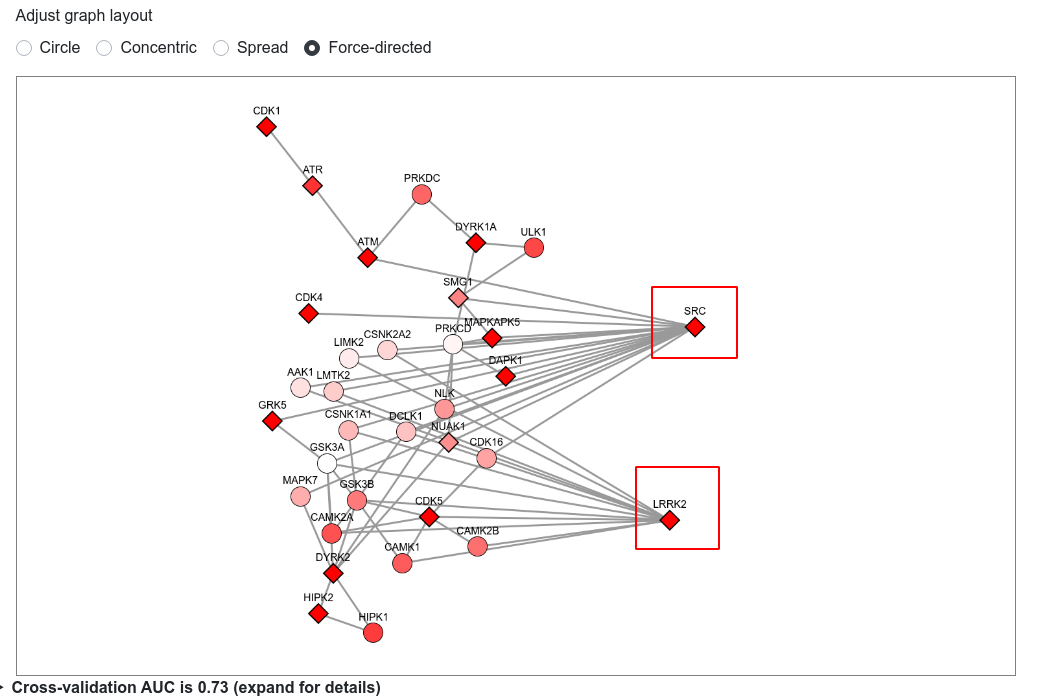 Adjust graph layout
Circle Concentric Spread Force-directed
CDK1
ATR
PRKDC
DYRK1A
ULK1
ATM
SMG1
CDK4
SRC
MAPKAPK5
PRKCD
CSNK2A2
LIMK2
DAPK1
AAK1
LMTK2
NLK
GRK5
CSNK1A1
DCLK1
NUAK1
CDK16
GSK3A
MAPK7
GSK3B
CDK5
LRRK2
CAMK2A
CAMK2B
CAMK1
DYRK2
HIPK2
HIPK1
Cross-validation AUC is 0.73 (expand for details)